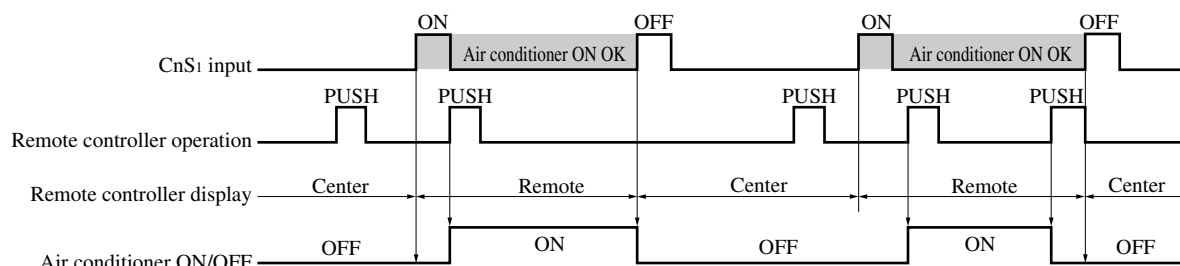 ON OFF ON OFF
CnS1 input Air conditioner ON OK Air conditioner ON OK
PUSH PUSH PUSH PUSH PUSH
Remote controller operation
Remote controller display Center Remote Center Remote Center
Air conditioner ON/OFF OFF ON OFF ON OFF